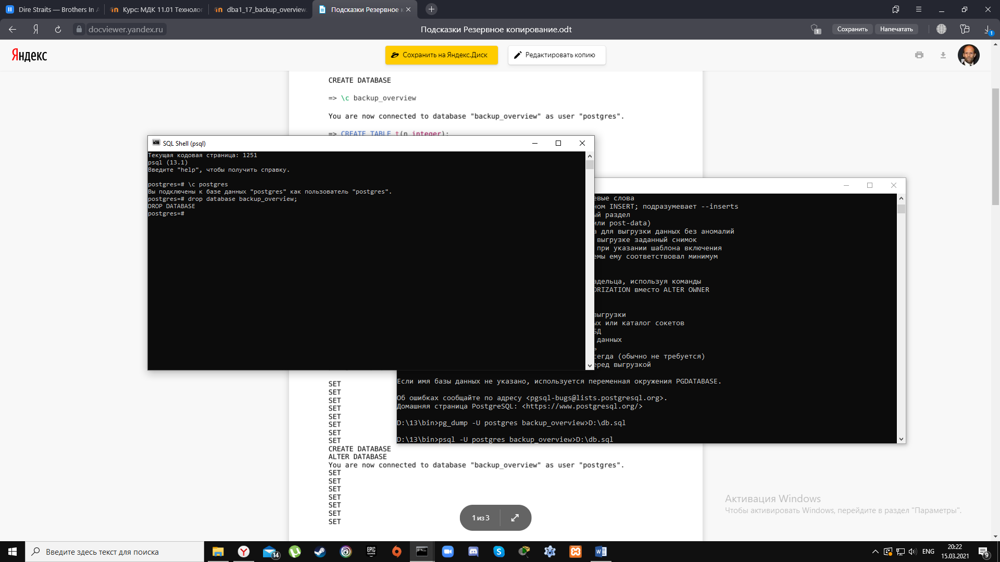 Dire Straits — Brothers In A
Курс: МДК 11.01 Технолог
dba1_17_backup_overview.
Подсказки Резервное к
docviewer.yandex.ru
Подсказки Резервное копирование.odt
1
Сохранить
Напечатать
1
Яндекс
Сохранить на Яндекс.Диск
Редактировать копию
CREATE DATABASE
=> \c backup_overview
You are now connected to database "backup_overview" as user "postgres".
=> CREATE TABLE t(n integer);
SQL Shell (psql)
Текущая кодовая страница: 1251
psql (13.1)
Введите "help", чтобы получить справку.
postgres=# \c postgres
Вы подключены к базе данных "postgres" как пользователь "postgres".
postgres=# drop database backup_overview;
DROP DATABASE
postgres=#
евые слова
ном INSERT; подразумевает --inserts
ый раздел
или post-data)
а для выгрузки данных без аномалий
выгрузке заданный снимок
при указании шаблона включения
емы ему соответствовал минимум
адельца, используя команды
ORIZATION вместо ALTER OWNER
выгрузки
ых или каталог сокетов
БД
данных
ь
сегда (обычно не требуется)
еред выгрузкой
Если имя базы данных не указано, используется переменная окружения PGDATABASE.
Об ошибках сообщайте по адресу <pgsql-bugs@lists.postgresql.org>.
Домашняя страница PostgreSQL: <https://www.postgresql.org/>
D:\13\bin>pg_dump -U postgres backup_overview>D:\db.sql
D:\13\bin>psql -U postgres backup_overview>D:\db.sql
SET
SET
SET
SET
SET
SET
SET
SET
CREATE DATABASE
ALTER DATABASE
You are now connected to database "backup_overview" as user "postgres".
SET
SET
SET
SET
SET
SET
SET
1 из 3
Активация Windows
Чтобы активировать Windows, перейдите в раздел "Параметры".
Введите здесь текст для поиска
14
EPIC GAMES
ENG
20:22
15.03.2021
9